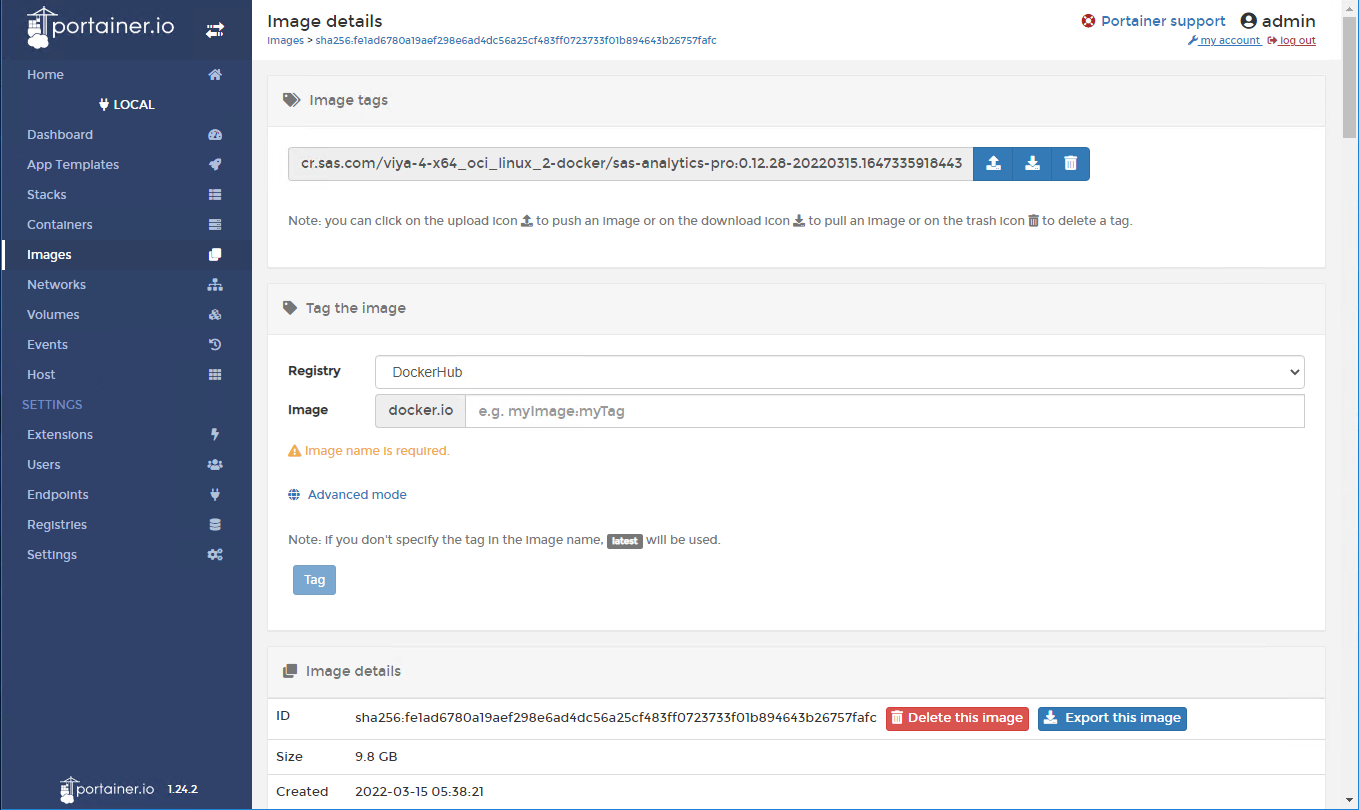 portainer.io
Home
LOCAL
Dashboard
App Templates
Stacks
Containers
Images
Networks
Volumes
Events
Host
SETTINGS
Extensions
Users
Endpoints
Registries
Settings
portainer.io 1.24.2
Image details
Images > sha256:fe1ad6780a19aef298e6ad4dc56a25cf483ff0723733f01b894643b26757fafc
Portainer support admin
my account log out
Image tags
cr.sas.com/viya-4-x64_oci_linux_2-docker/sas-analytics-pro:0.12.28-20220315.1647335918443
Note: you can click on the upload icon to push an image or on the download icon to pull an image or on the trash icon to delete a tag.
Tag the image
Registry DockerHub
Image docker.io e.g. myImage:myTag
Image name is required.
Advanced mode
Note: if you don't specify the tag in the image name, latest will be used.
Tag
Image details
ID sha256:fe1ad6780a19aef298e6ad4dc56a25cf483ff0723733f01b894643b26757fafc Delete this image Export this image
Size 9.8 GB
Created 2022-03-15 05:38:21